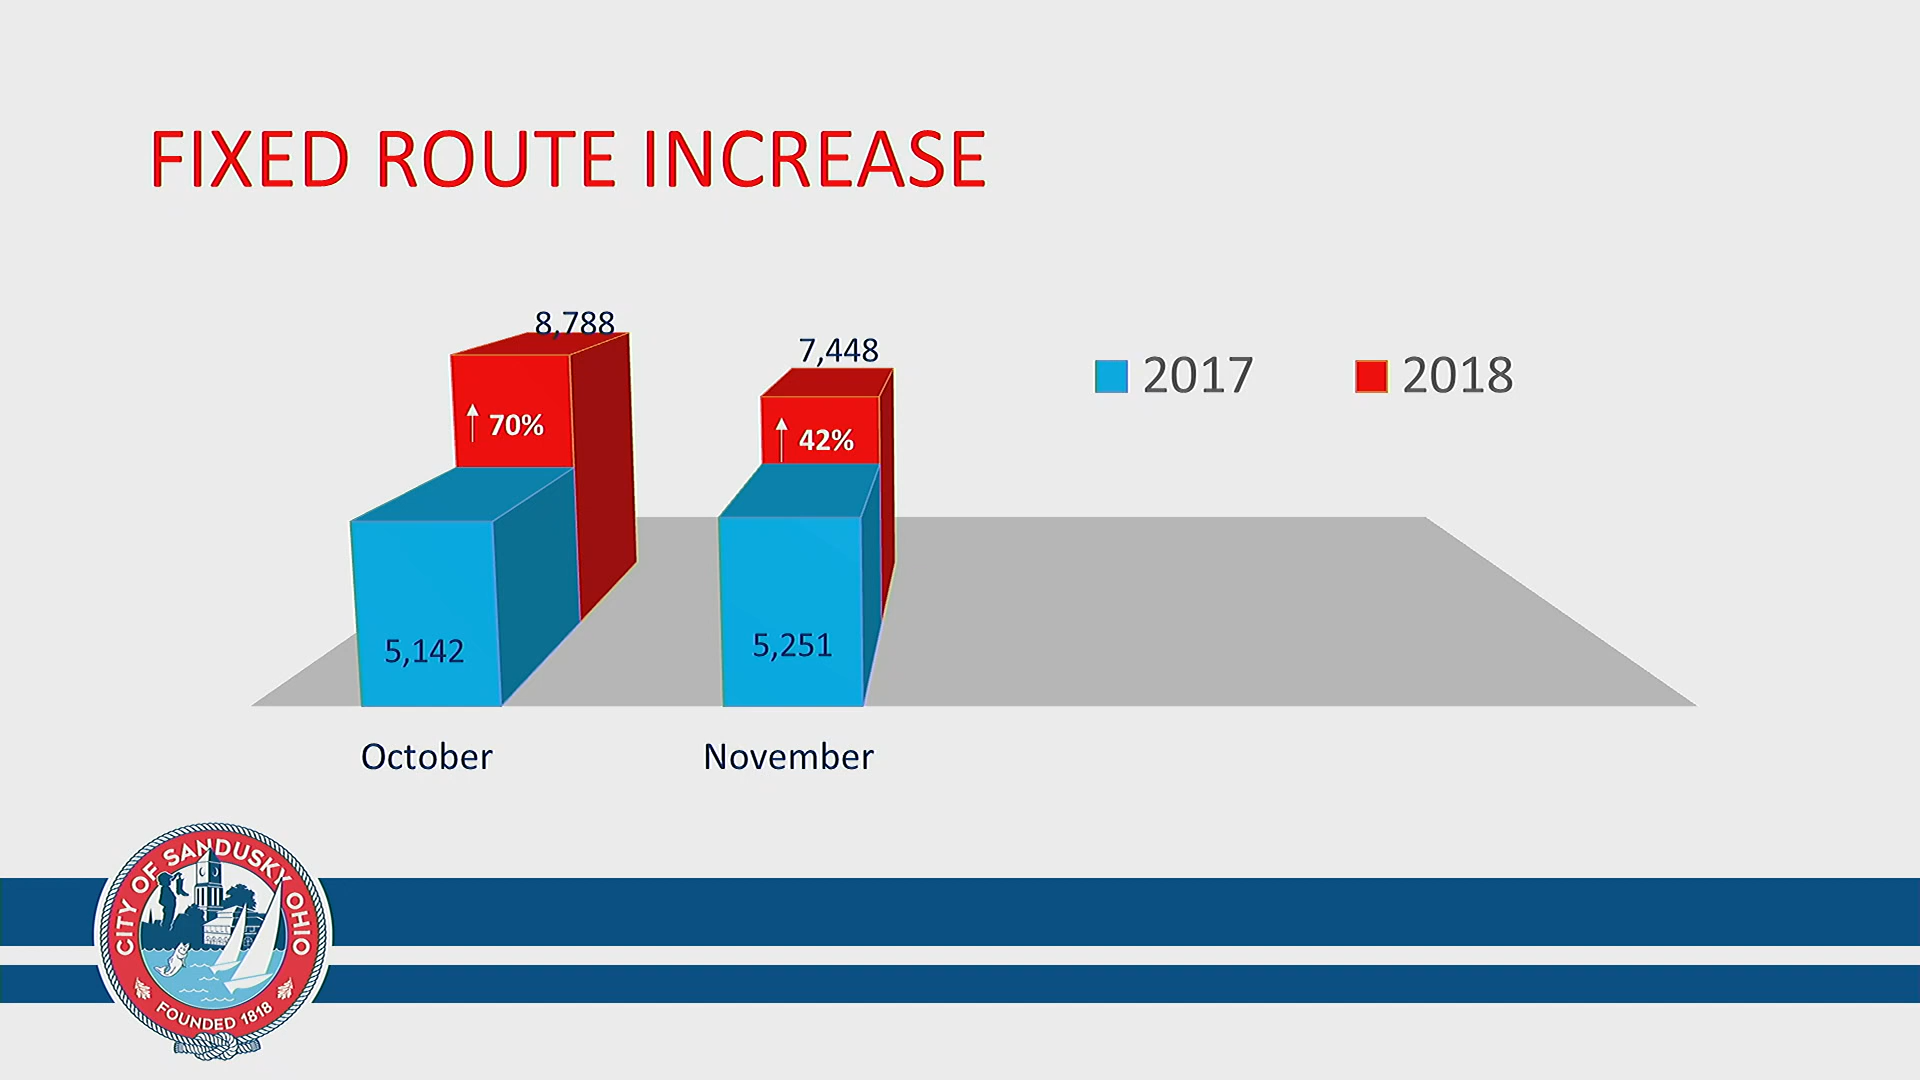 FIXED ROUTE INCREASE
8,788
7,448
2017
2018
70%
42%
5,142
5,251
October
November
CITY OF SANDUSKY OHIO
FOUNDED 1818